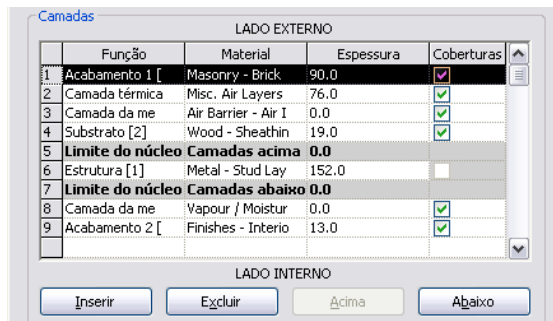 Camadas
LADO EXTERNO
Função Material Espessura Coberturas
1 Acabamento 1 [ Masonry - Brick 90.0
2 Camada térmica Misc. Air Layers 76.0
3 Camada da me Air Barrier - Air I 0.0
4 Substrato [2] Wood - Sheathin 19.0
5 Limite do núcleo Camadas acima 0.0
6 Estrutura [1] Metal - Stud Lay 152.0
7 Limite do núcleo Camadas abaixo 0.0
8 Camada da me Vapour / Moistur 0.0
9 Acabamento 2 [ Finishes - Interio 13.0
LADO INTERNO
Inserir Excluir Acima Abaixo